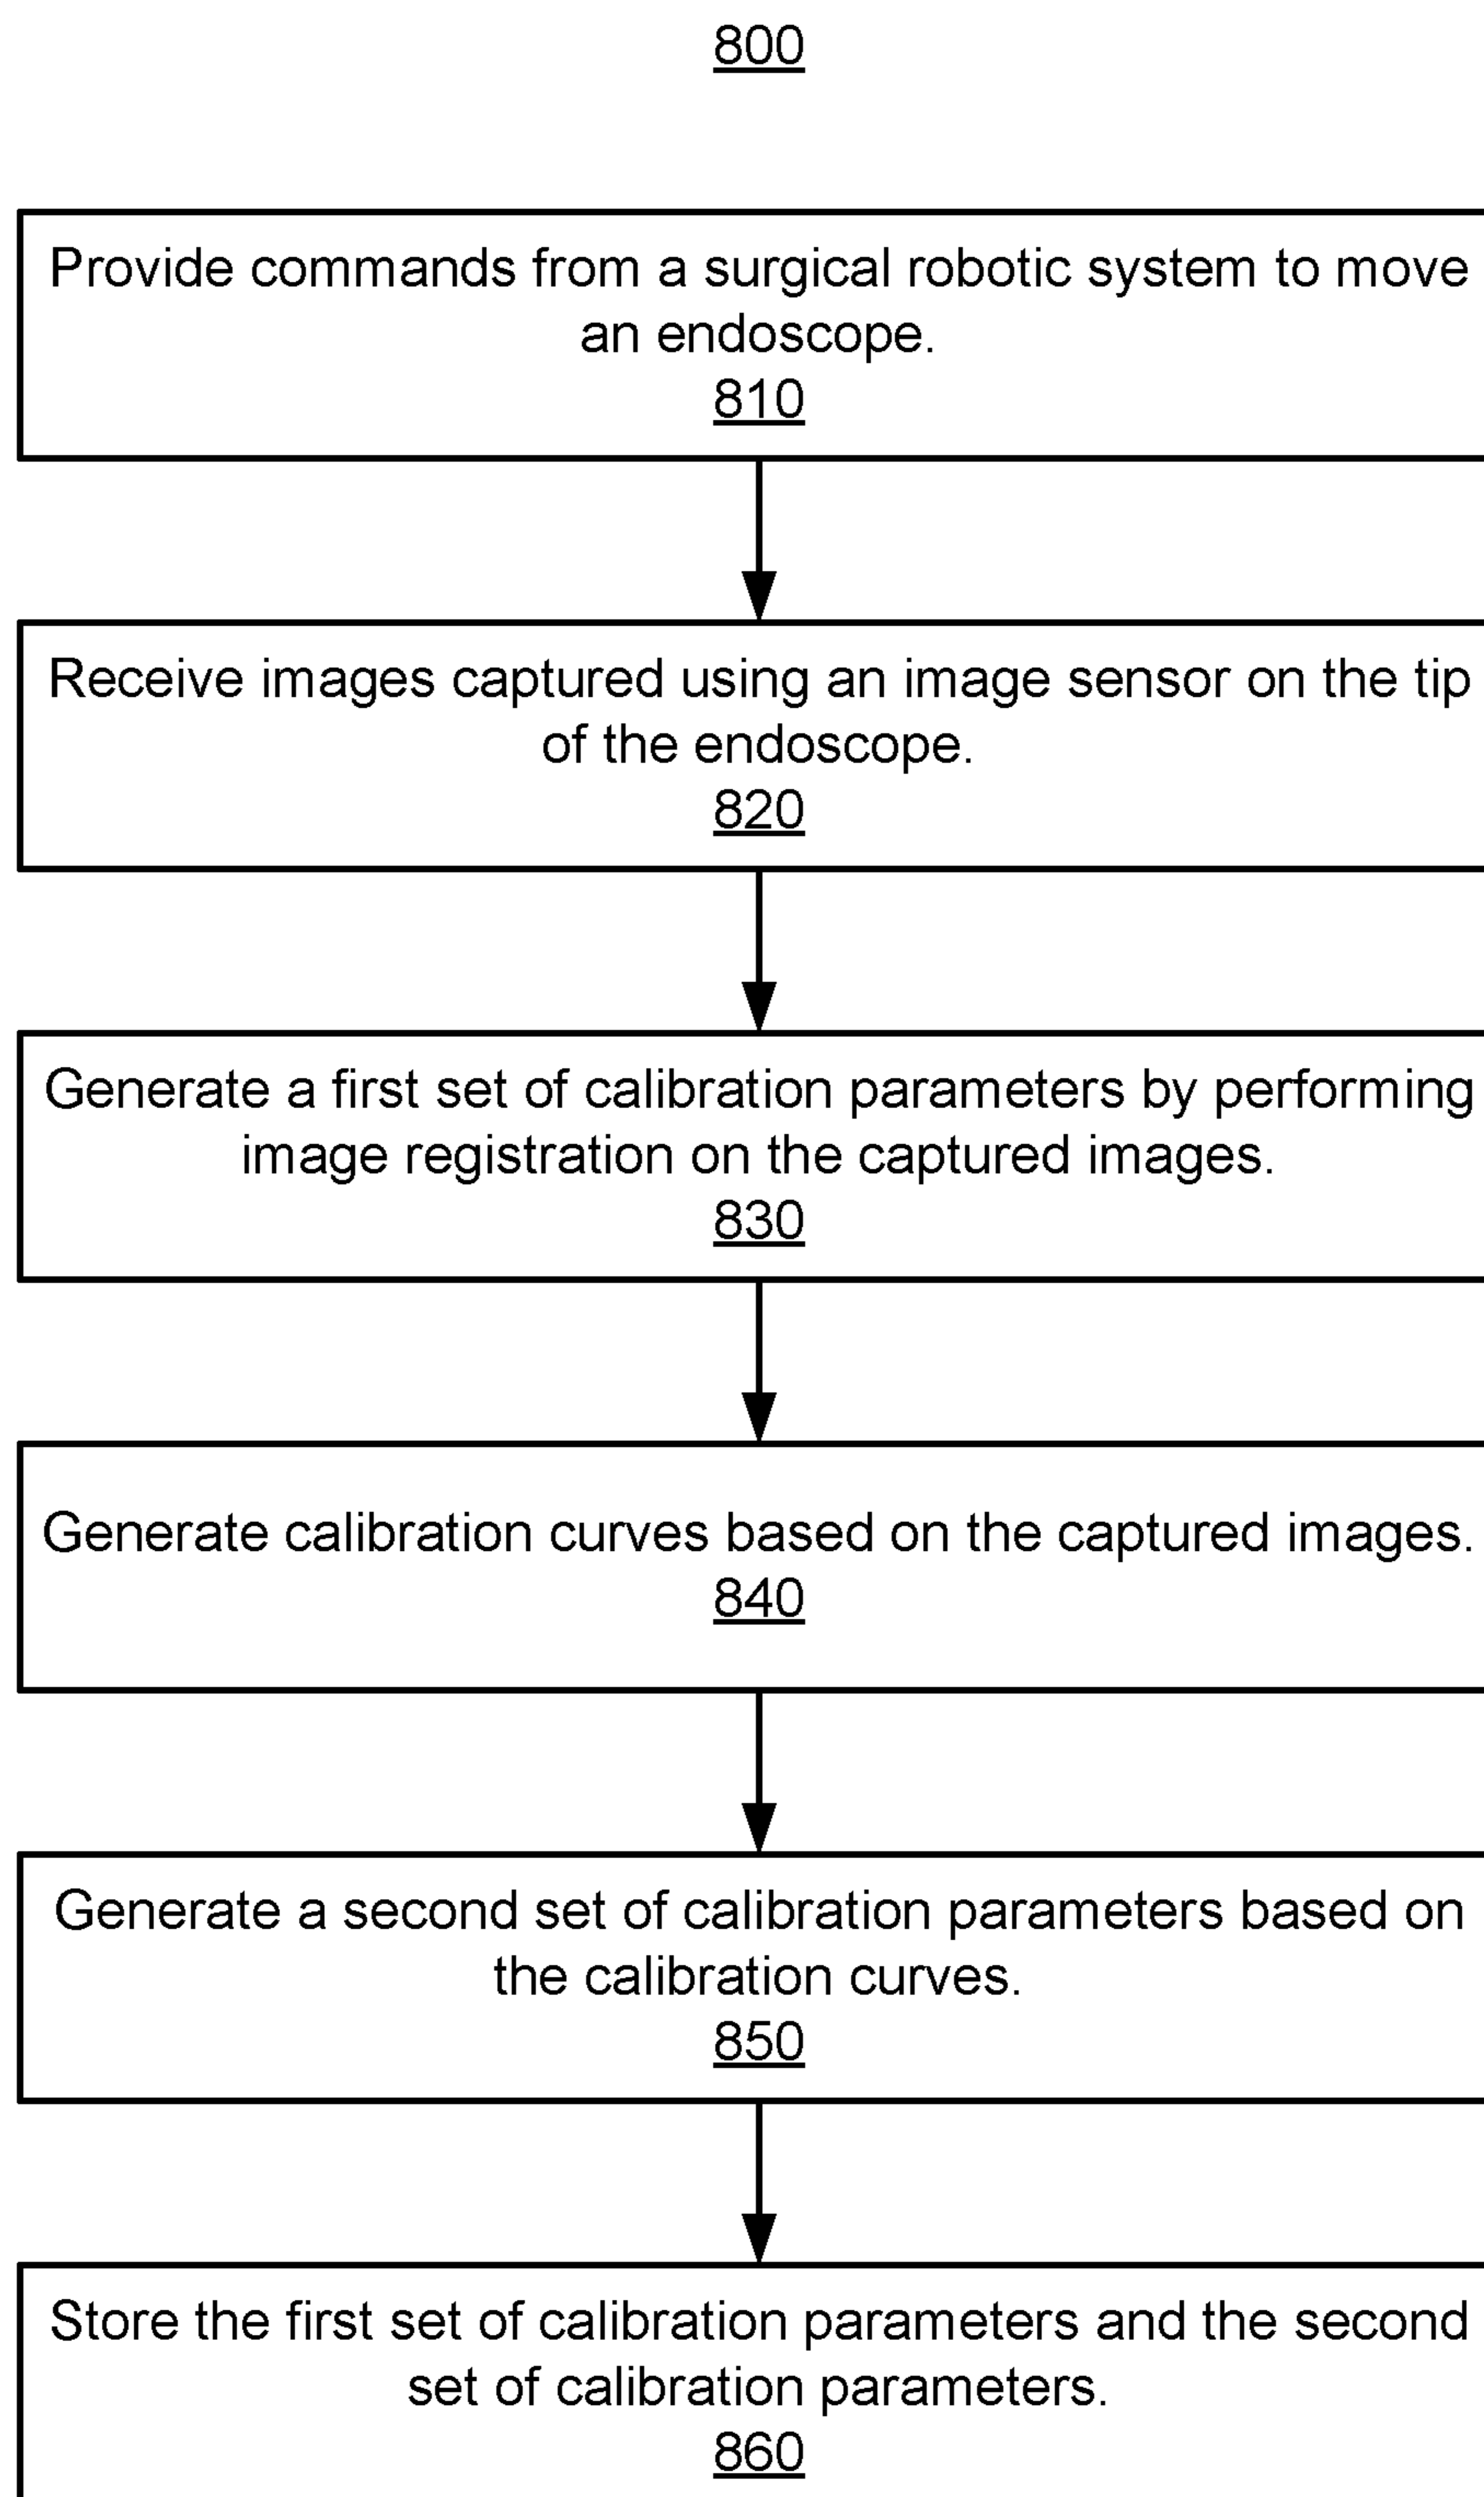 800
Provide commands from a surgical robotic system to move
an endoscope.
810
Receive images captured using an image sensor on the tip
of the endoscope.
820
Generate a first set of calibration parameters by performing
image registration on the captured images.
830
Generate calibration curves based on the captured images.
840
Generate a second set of calibration parameters based on
the calibration curves.
850
Store the first set of calibration parameters and the second
set of calibration parameters.
860